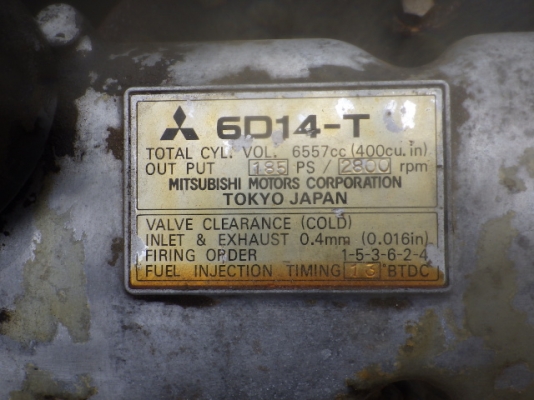 6D14-T
TOTAL CYL. VOL. 6557cc (400cu. in)
OUT PUT 185 PS / 2800 rpm
MITSUBISHI MOTORS CORPORATION
TOKYO JAPAN
VALVE CLEARANCE (COLD)
INLET & EXHAUST 0.4mm (0.016in)
FIRING ORDER 1-5-3-6-2-4
FUEL INJECTION TIMING 13 °BTDC